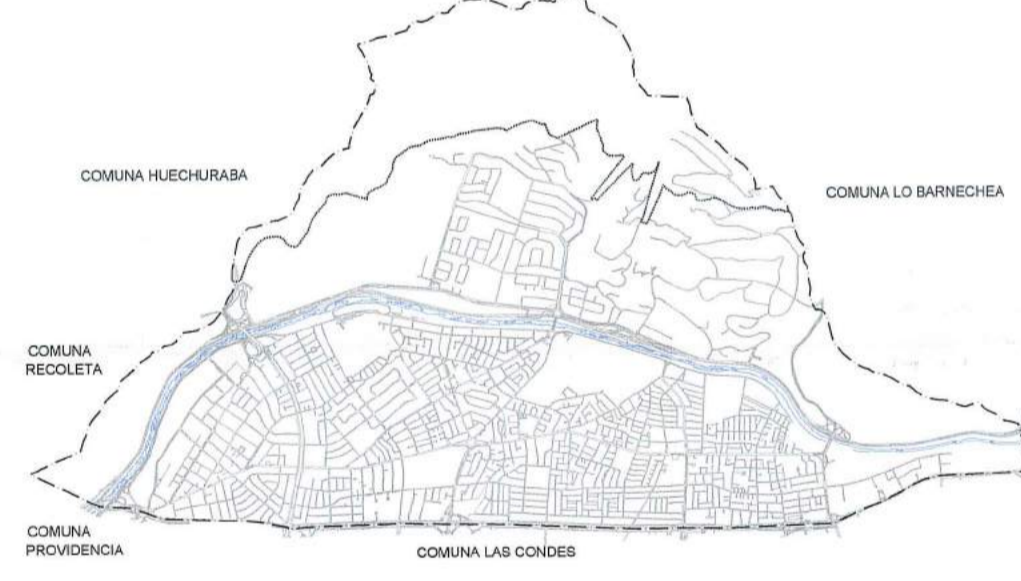 COMUNA HUECHURABA
COMUNA LO BARNECHEA
COMUNA
RECOLETA
COMUNA
PROVIDENCIA
COMUNA LAS CONDES